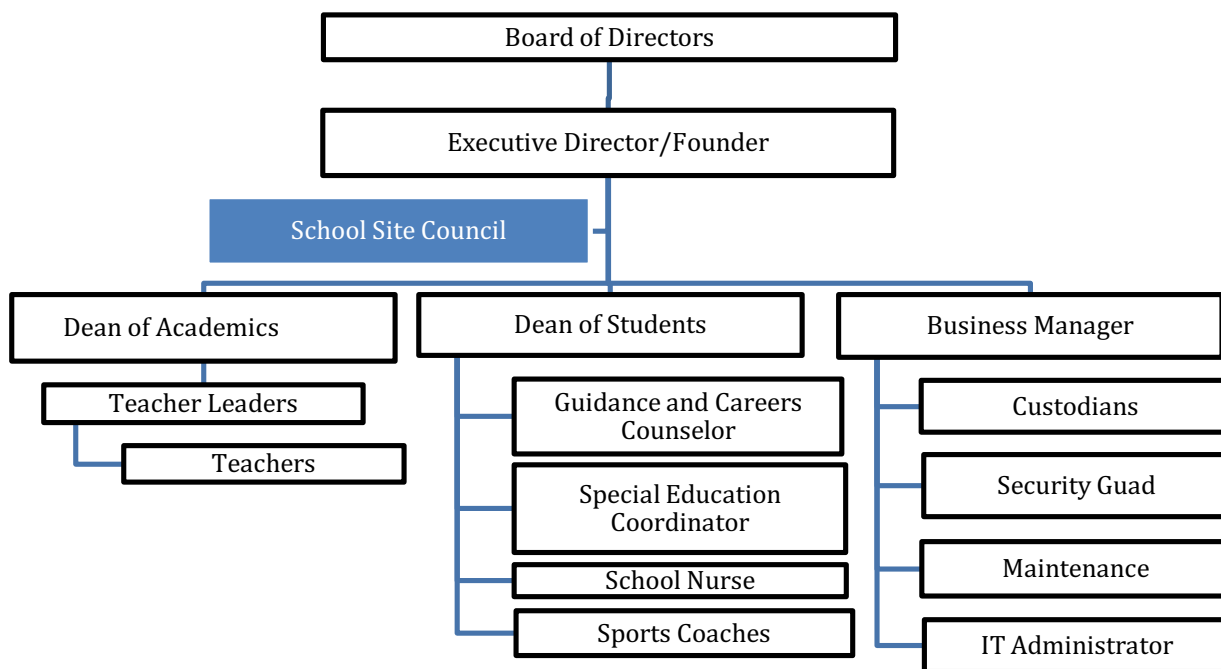 Board of Directors
Executive Director/Founder
School Site Council
Dean of Academics
Teacher Leaders
Teachers
Dean of Students
Guidance and Careers
Counselor
Special Education
Coordinator
School Nurse
Sports Coaches
Business Manager
Custodians
Security Guad
Maintenance
IT Administrator